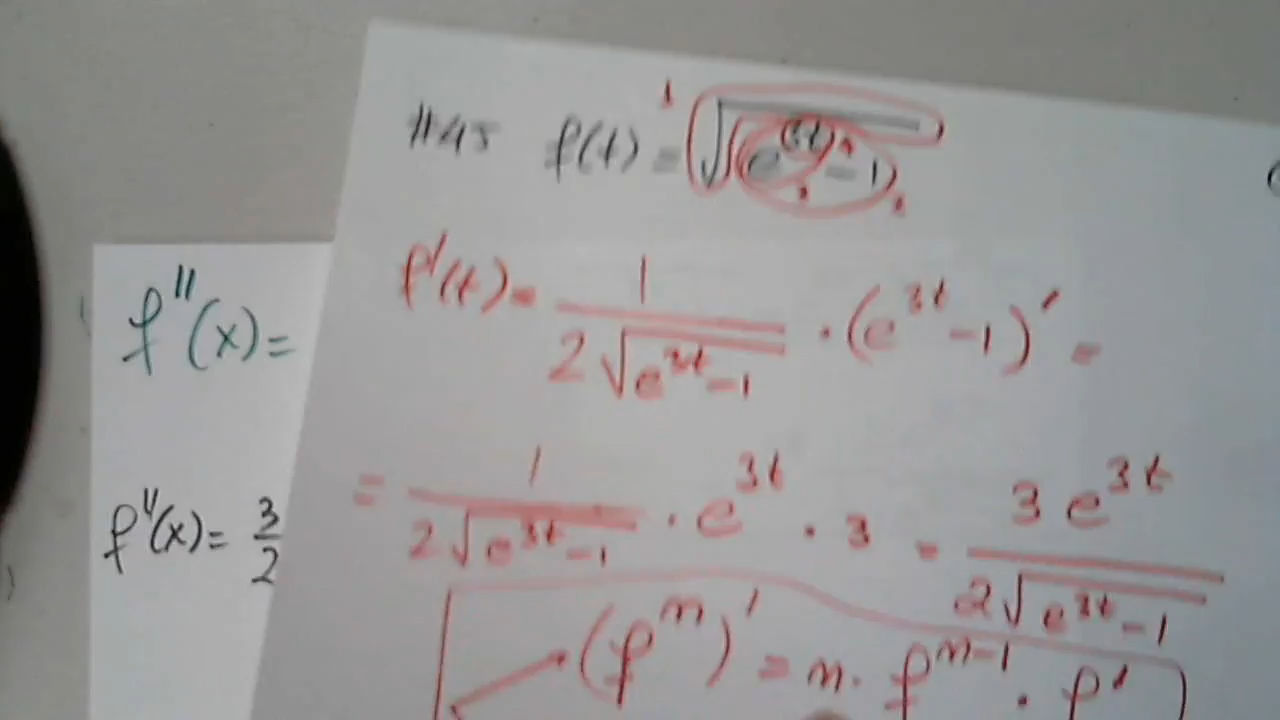 #45 f(t) = √(e^{3t} - 1)
f'(t) = 1/(2√(e^{3t} - 1)) · (e^{3t} - 1)' =
= 1/(2√(e^{3t} - 1)) · e^{3t} · 3 = 3e^{3t}/(2√(e^{3t} - 1))
(f^n)' = n · f^{n-1} · f'
f''(x) =
f''(x) = 3/2